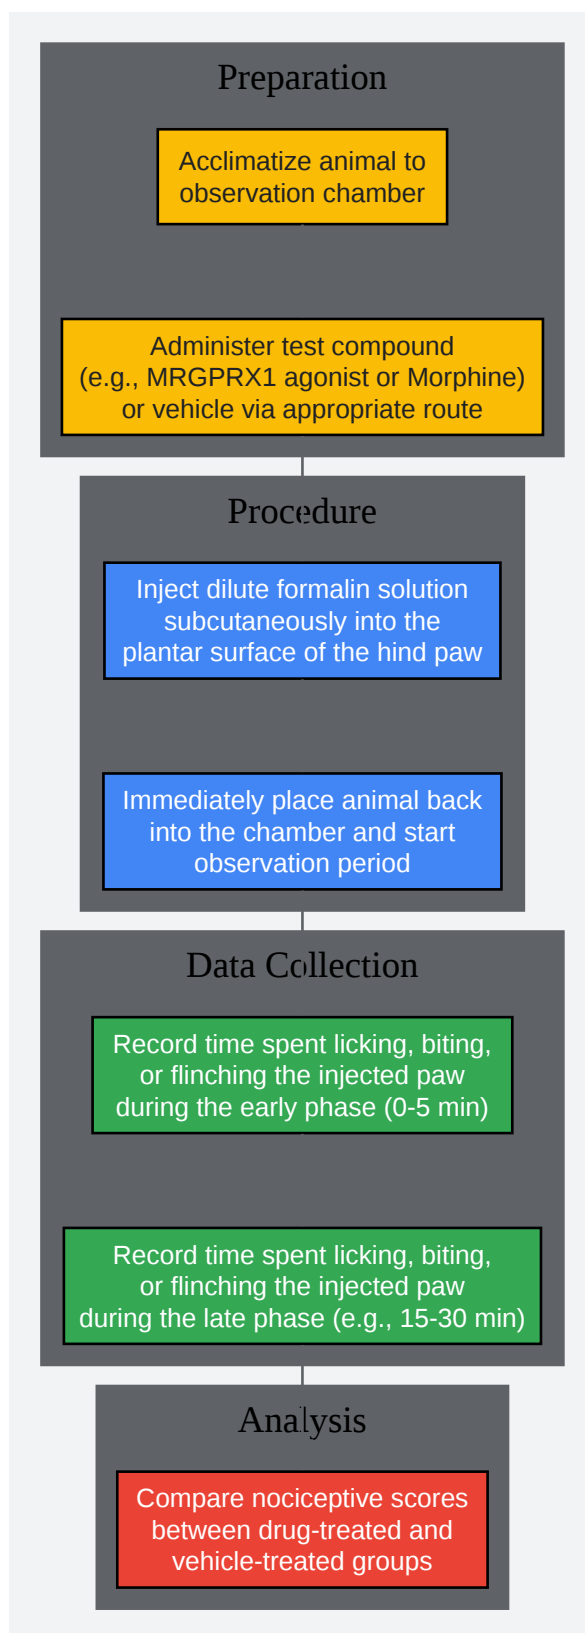 Preparation
Acclimatize animal to
observation chamber
Administer test compound
(e.g., MRGPRX1 agonist or Morphine)
or vehicle via appropriate route
Procedure
Inject dilute formalin solution
subcutaneously into the
plantar surface of the hind paw
Immediately place animal back
into the chamber and start
observation period
Data Collection
Record time spent licking, biting,
or flinching the injected paw
during the early phase (0-5 min)
Record time spent licking, biting,
or flinching the injected paw
during the late phase (e.g., 15-30 min)
Analysis
Compare nociceptive scores
between drug-treated and
vehicle-treated groups